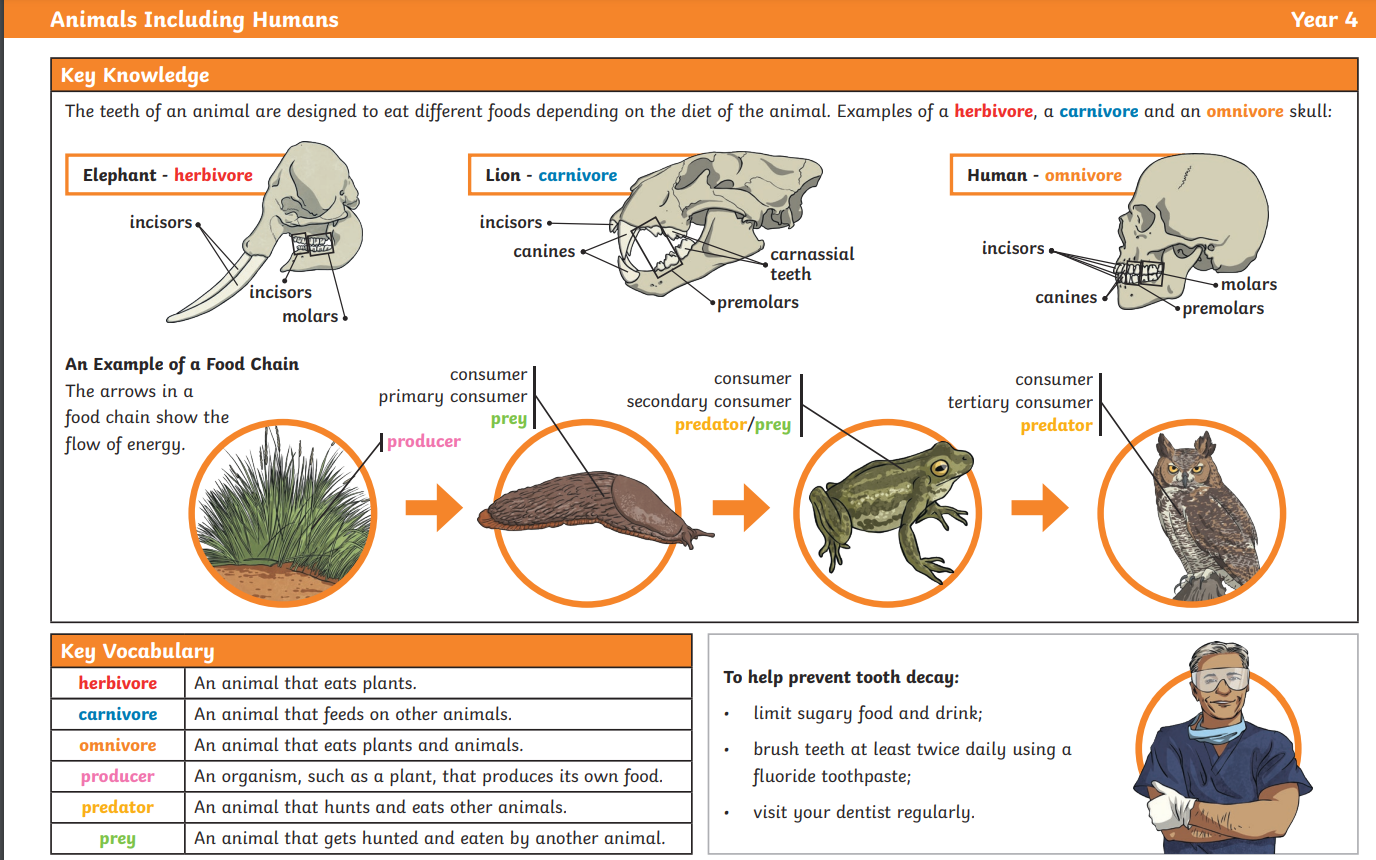 Animals Including Humans
Year 4
Key Knowledge
The teeth of an animal are designed to eat different foods depending on the diet of the animal. Examples of a herbivore, a carnivore and an omnivore skull:
Elephant - herbivore
incisors
incisors
molars
Lion - carnivore
incisors
canines
carnassial
teeth
premolars
Human - omnivore
incisors
canines
molars
premolars
An Example of a Food Chain
The arrows in a
food chain show the
flow of energy.
producer
consumer
primary consumer
prey
consumer
secondary consumer
predator/prey
consumer
tertiary consumer
predator
Key Vocabulary
herbivore An animal that eats plants.
carnivore An animal that feeds on other animals.
omnivore An animal that eats plants and animals.
producer An organism, such as a plant, that produces its own food.
predator An animal that hunts and eats other animals.
prey An animal that gets hunted and eaten by another animal.
To help prevent tooth decay:
• limit sugary food and drink;
• brush teeth at least twice daily using a
fluoride toothpaste;
• visit your dentist regularly.